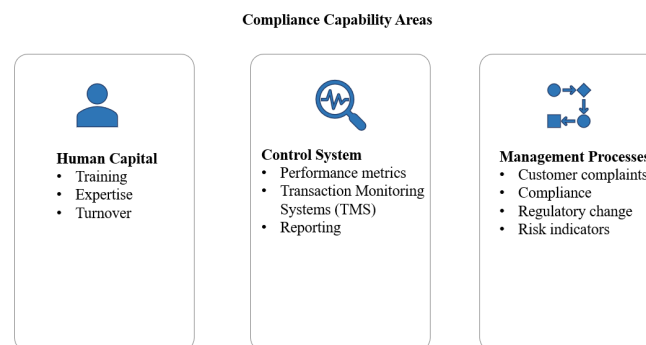 Compliance Capability Areas
Human Capital
• Training
• Expertise
• Turnover
Control System
• Performance metrics
• Transaction Monitoring
Systems (TMS)
• Reporting
Management Processes
• Customer complaints
• Compliance
• Regulatory change
• Risk indicators